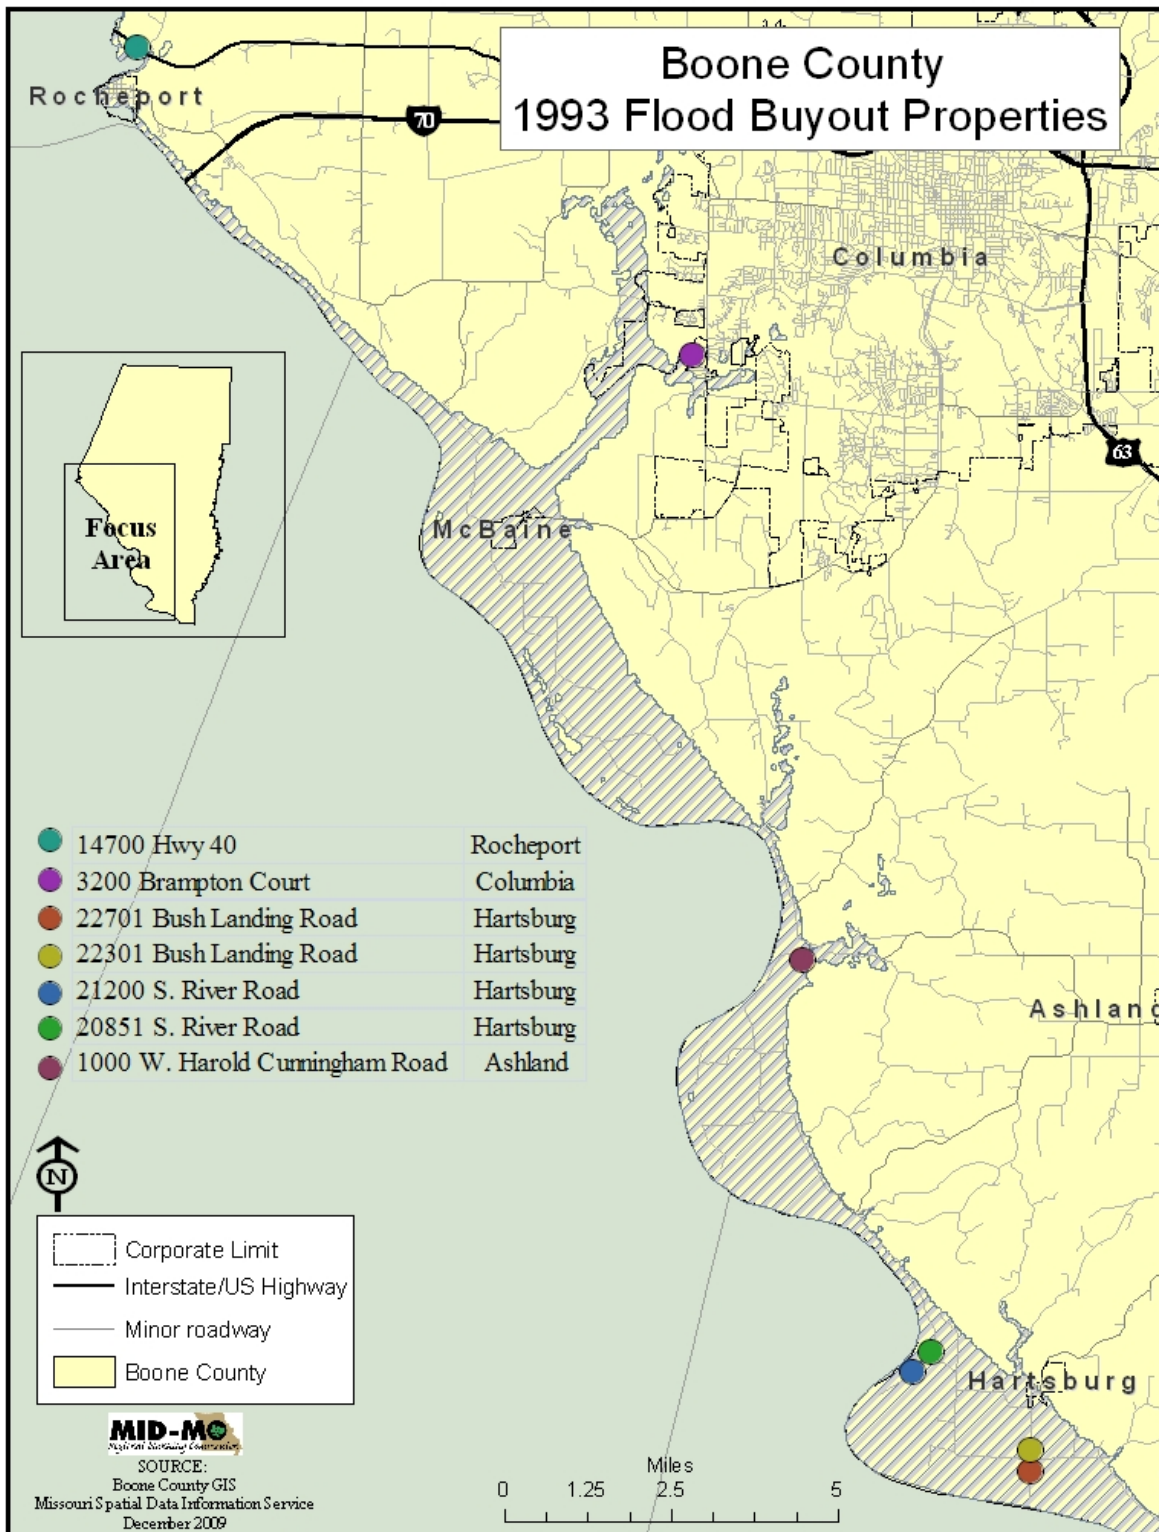 Boone County
1993 Flood Buyout Properties
Rocheport
70
Columbia
63
Focus
Area
McBaine
14700 Hwy 40 Rocheport
3200 Brampton Court Columbia
22701 Bush Landing Road Hartsburg
22301 Bush Landing Road Hartsburg
21200 S. River Road Hartsburg
20851 S. River Road Hartsburg
1000 W. Harold Cunningham Road Ashland
Ashland
N
Corporate Limit
Interstate/US Highway
Minor roadway
Boone County
Hartsburg
MID-MO
Regional Planning Commission
SOURCE:
Boone County GIS
Missouri Spatial Data Information Service
December 2009
Miles
0 1.25 2.5 5